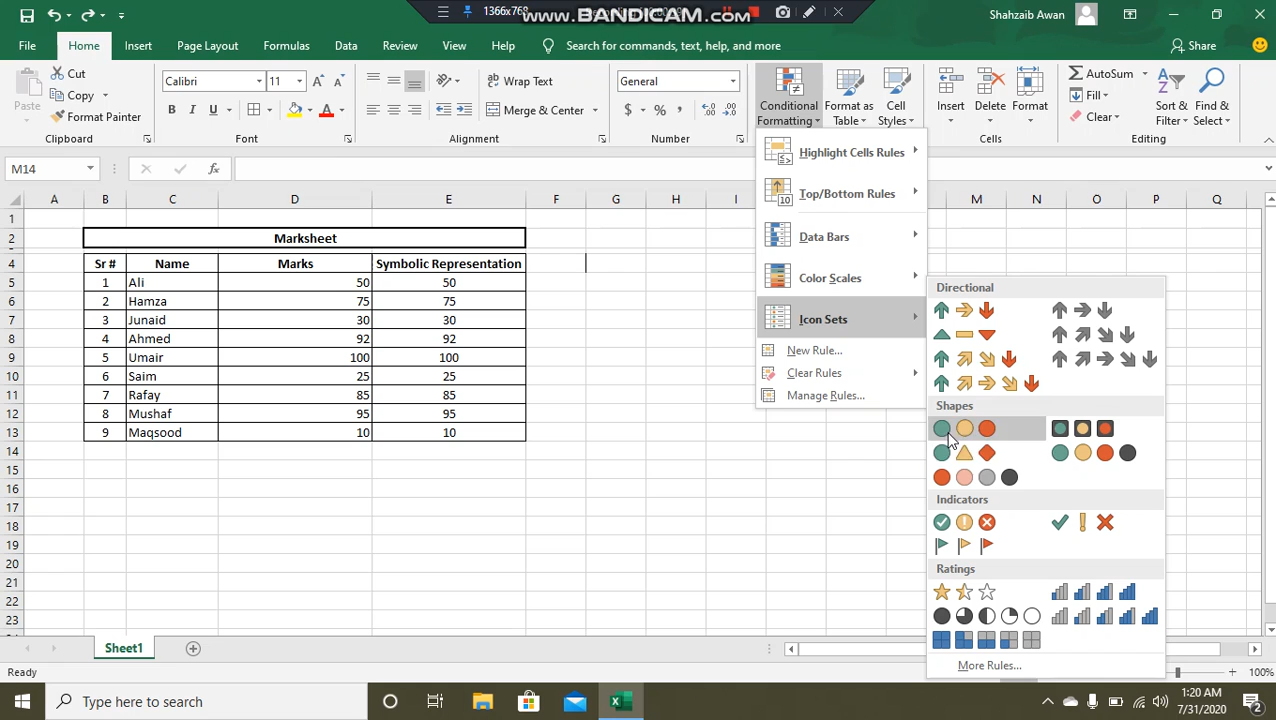 1366x768
www.BANDICAM.com
Shahzaib Awan
File Home Insert Page Layout Formulas Data Review View Help Search for commands, text, help, and more Share
Paste
Cut
Copy
Format Painter
Clipboard
Calibri 11
B I U A
Font
Wrap Text
Merge & Center
Alignment
General
$ % ,
Number
Conditional Formatting
Format as Table
Cell Styles
Insert Delete Format
Cells
AutoSum
Fill
Clear
Sort & Filter
Find & Select
Editing
M14 fx
A B C D E F G H I M N O P Q
1
2 Marksheet
4 Sr # Name Marks Symbolic Representation
5 1 Ali 50 50
6 2 Hamza 75 75
7 3 Junaid 30 30
8 4 Ahmed 92 92
9 5 Umair 100 100
10 6 Saim 25 25
11 7 Rafay 85 85
12 8 Mushaf 95 95
13 9 Maqsood 10 10
14
15
16
17
18
19
20
21
22
23
Highlight Cells Rules
Top/Bottom Rules
Data Bars
Color Scales
Icon Sets
New Rule...
Clear Rules
Manage Rules...
Directional
Shapes
Indicators
Ratings
More Rules...
Sheet1
Ready
100%
Type here to search
1:20 AM
7/31/2020
2